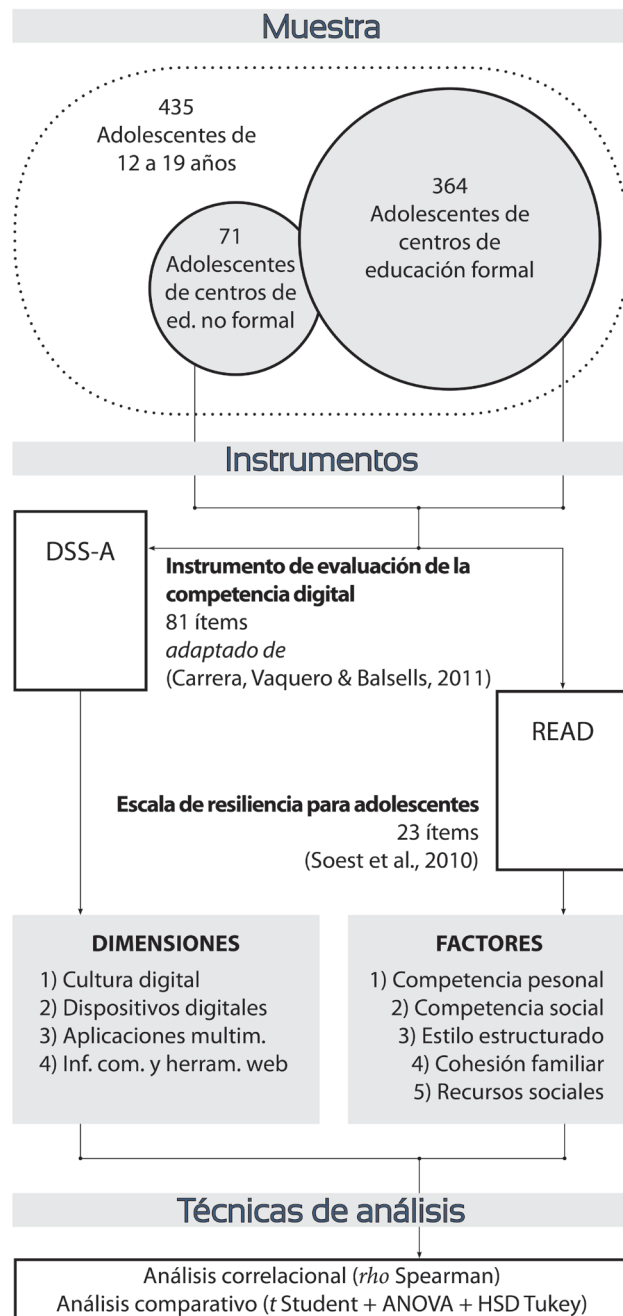 Muestra
435
Adolescentes de
12 a 19 años
364
Adolescentes de
centros de
educación formal
71
Adolescentes
de centros de
ed. no formal
Instrumentos
DSS-A
Instrumento de evaluación de la
competencia digital
81 ítems
adaptado de
(Carrera, Vaquero & Balsells, 2011)
READ
Escala de resiliencia para adolescentes
23 ítems
(Soest et al., 2010)
DIMENSIONES
1) Cultura digital
2) Dispositivos digitales
3) Aplicaciones multim.
4) Inf. com. y herram. web
FACTORES
1) Competencia pesonal
2) Competencia social
3) Estilo estructurado
4) Cohesión familiar
5) Recursos sociales
Técnicas de análisis
Análisis correlacional (rho Spearman)
Análisis comparativo (t Student + ANOVA + HSD Tukey)